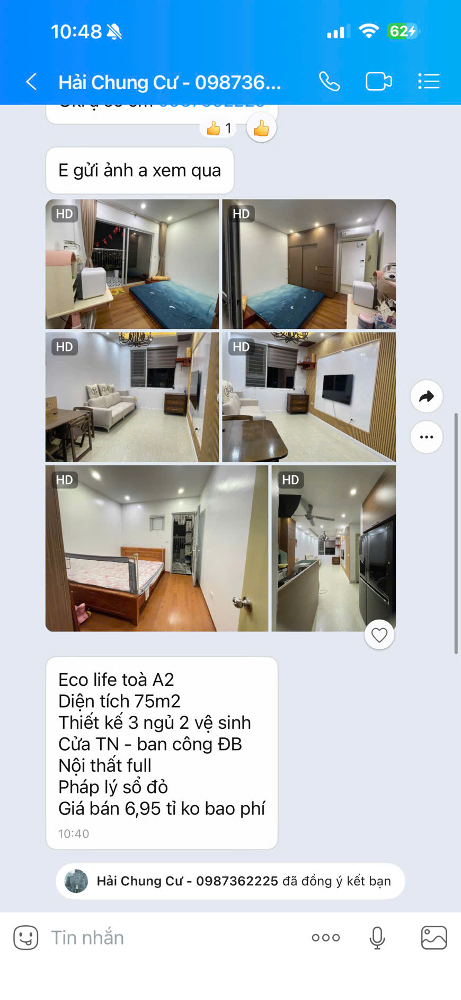 10:48
62
Hải Chung Cư - 098736...
1
E gửi ảnh a xem qua
HD
HD
HD
HD
HD
HD
Eco life toà A2
Diện tích 75m2
Thiết kế 3 ngủ 2 vệ sinh
Cửa TN - ban công ĐB
Nội thất full
Pháp lý sổ đỏ
Giá bán 6,95 tỉ ko bao phí
10:40
Hải Chung Cư - 0987362225 đã đồng ý kết bạn
Tin nhắn